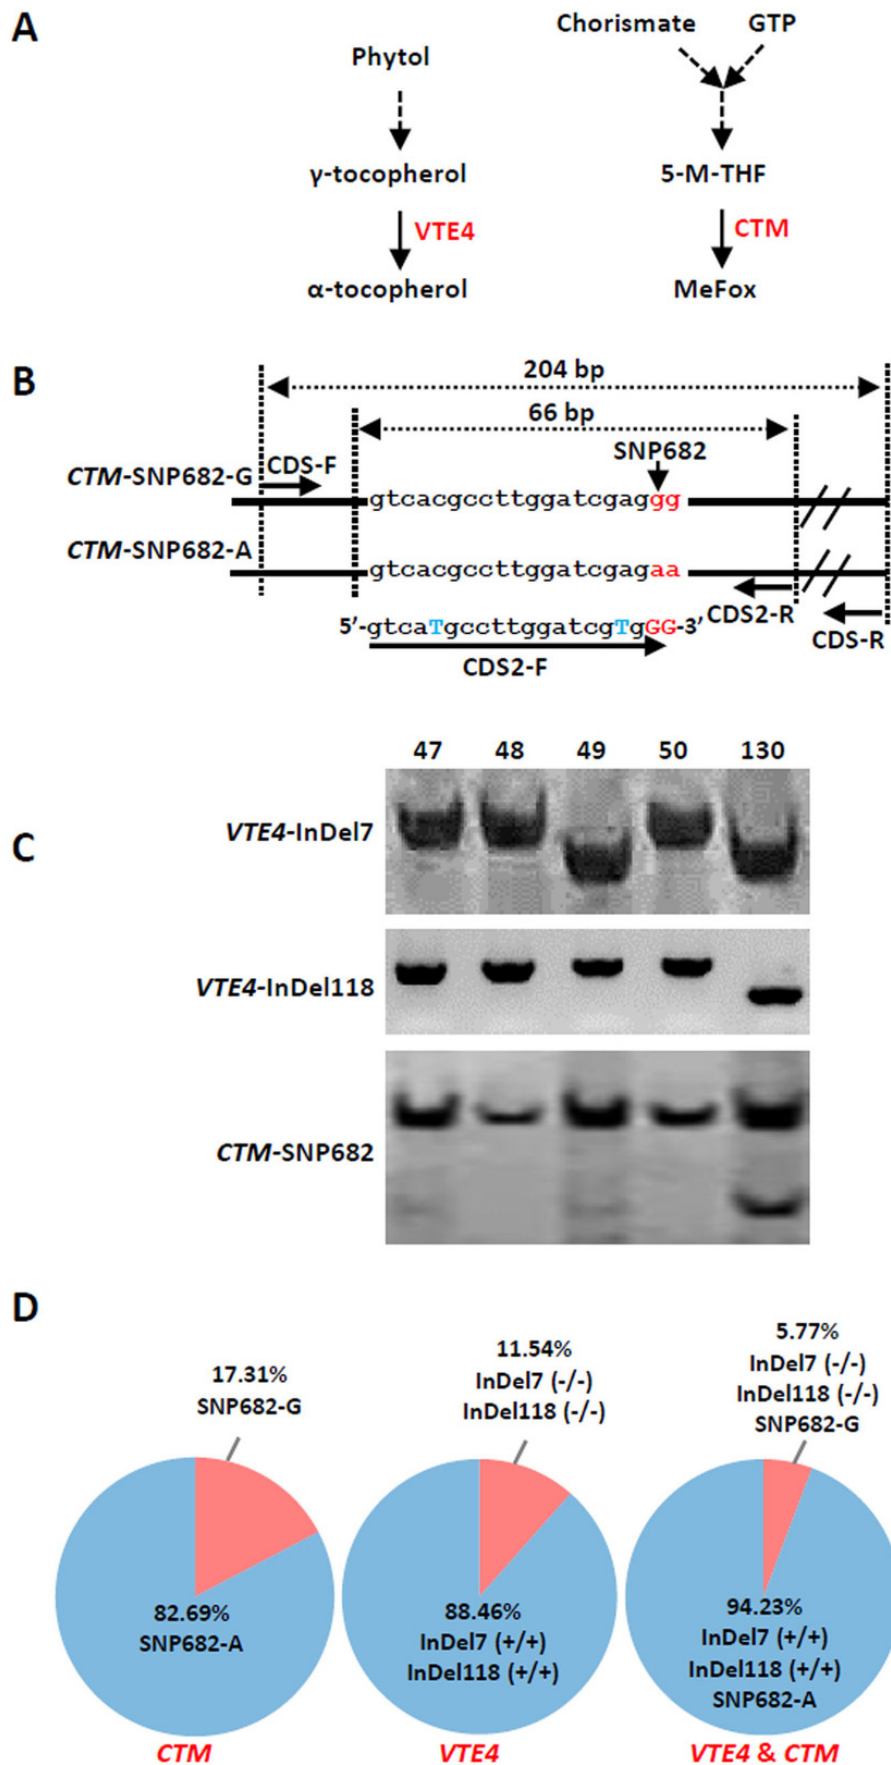 A
Phytol
γ-tocopherol
VTE4
α-tocopherol
Chorismate GTP
5-M-THF
CTM
MeFox
B
204 bp
66 bp
SNP682
CTM-SNP682-G
CDS-F
gtcacgccttggatcgaggg
CTM-SNP682-A
gtcacgccttggatcgagaa
CDS2-R
5’-gtcaTgccttggatcgTgGG-3’
CDS-R
CDS2-F
C
47 48 49 50 130
VTE4-InDel7
VTE4-InDel118
CTM-SNP682
D
17.31%
SNP682-G
82.69%
SNP682-A
CTM
11.54%
InDel7 (-/-)
InDel118 (-/-)
88.46%
InDel7 (+/+)
InDel118 (+/+)
VTE4
5.77%
InDel7 (-/-)
InDel118 (-/-)
SNP682-G
94.23%
InDel7 (+/+)
InDel118 (+/+)
SNP682-A
VTE4 & CTM